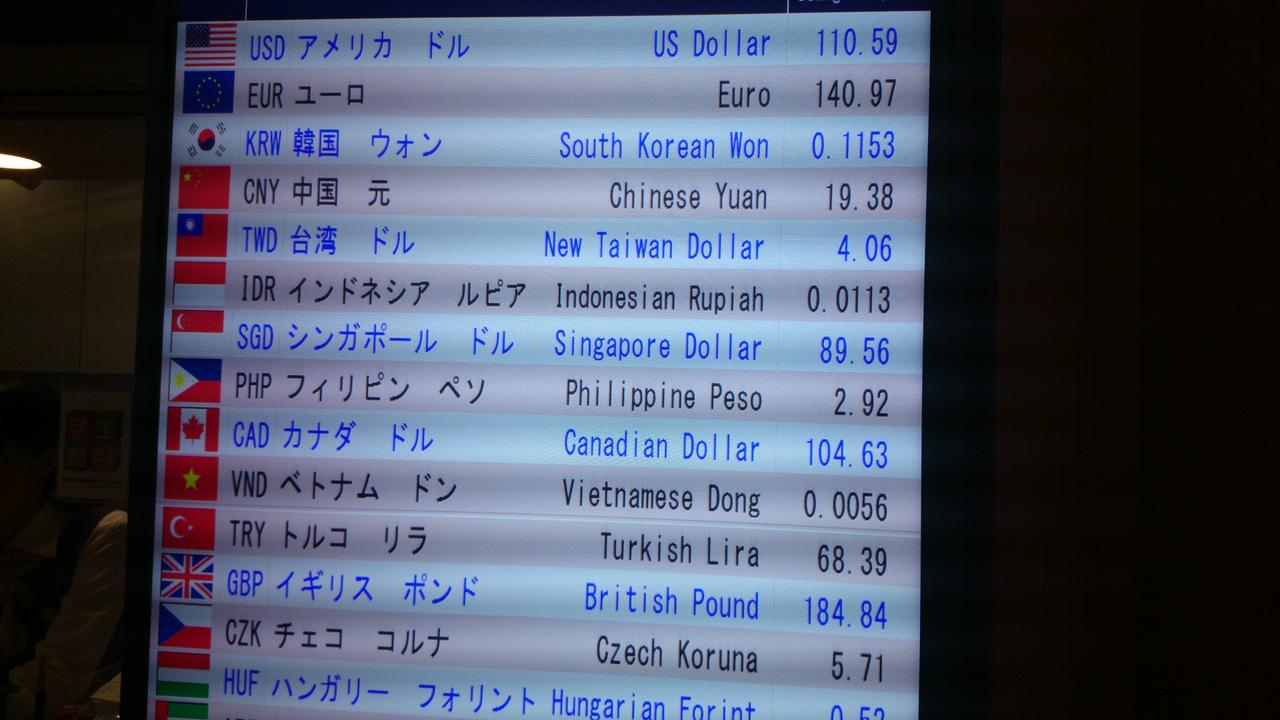 USD アメリカ ドル US Dollar 110.59
EUR ユーロ Euro 140.97
KRW 韓国 ウォン South Korean Won 0.1153
CNY 中国 元 Chinese Yuan 19.38
TWD 台湾 ドル New Taiwan Dollar 4.06
IDR インドネシア ルピア Indonesian Rupiah 0.0113
SGD シンガポール ドル Singapore Dollar 89.56
PHP フィリピン ペソ Philippine Peso 2.92
CAD カナダ ドル Canadian Dollar 104.63
VND ベトナム ドン Vietnamese Dong 0.0056
TRY トルコ リラ Turkish Lira 68.39
GBP イギリス ポンド British Pound 184.84
CZK チェコ コルナ Czech Koruna 5.71
HUF ハンガリー フォリント Hungarian Forint
学生